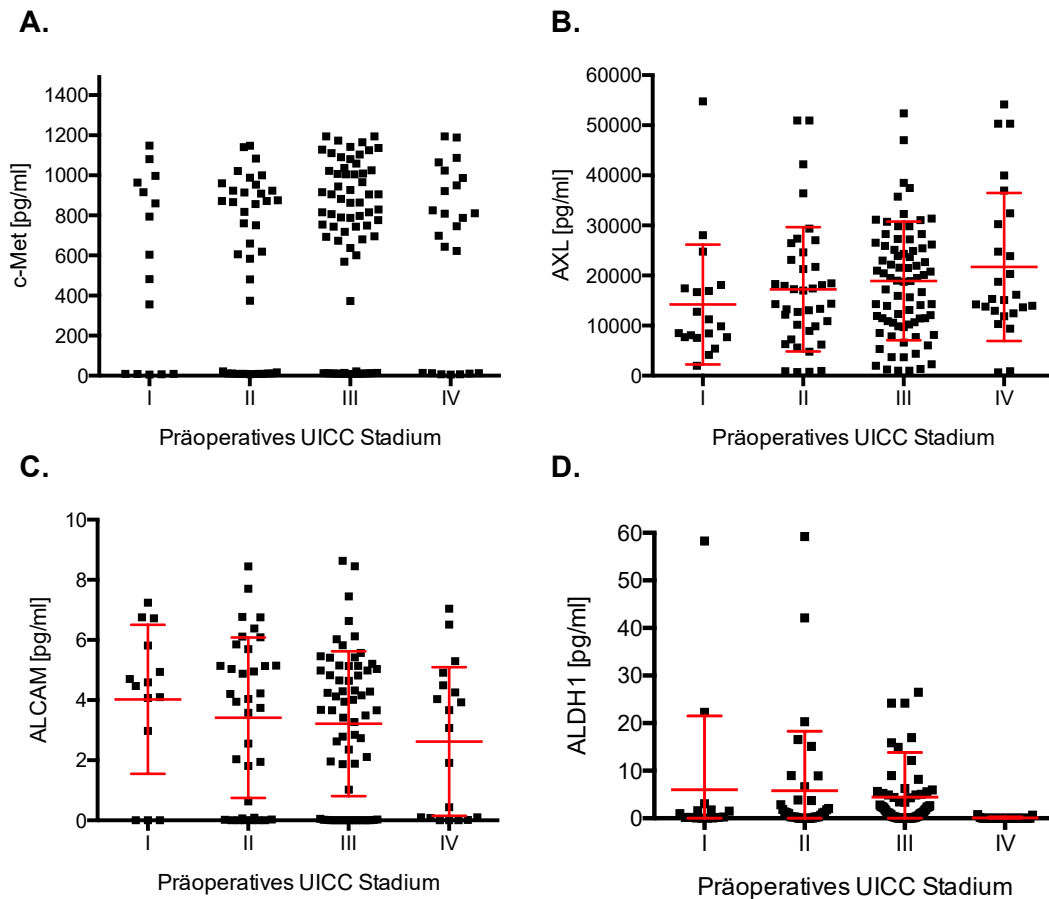 A.
c-Met [pg/ml]
1400
1200
1000
800
600
400
200
0
I II III IV
Präoperatives UICC Stadium
B.
AXL [pg/ml]
60000
50000
40000
30000
20000
10000
0
I II III IV
Präoperatives UICC Stadium
C.
ALCAM [pg/ml]
10
8
6
4
2
0
I II III IV
Präoperatives UICC Stadium
D.
ALDH1 [pg/ml]
60
50
40
30
20
10
0
I II III IV
Präoperatives UICC Stadium